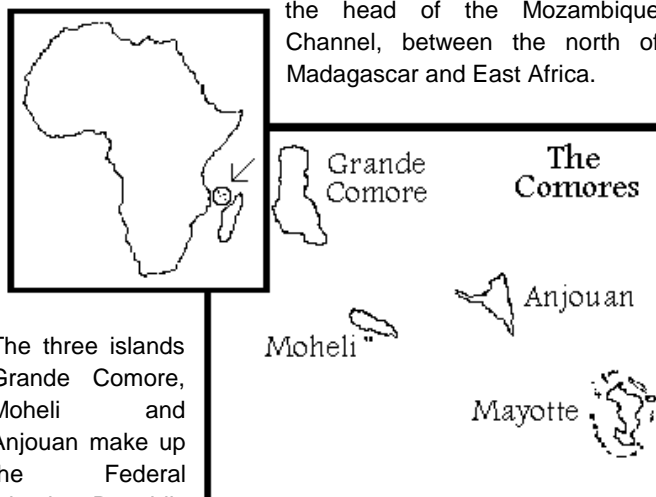 the head of the Mozambique
Channel, between the north of
Madagascar and East Africa.
Grande
Comore
The
Comores
Anjouan
Moheli
Mayotte
The three islands
Grande Comore,
Moheli and
Anjouan make up
the Federal